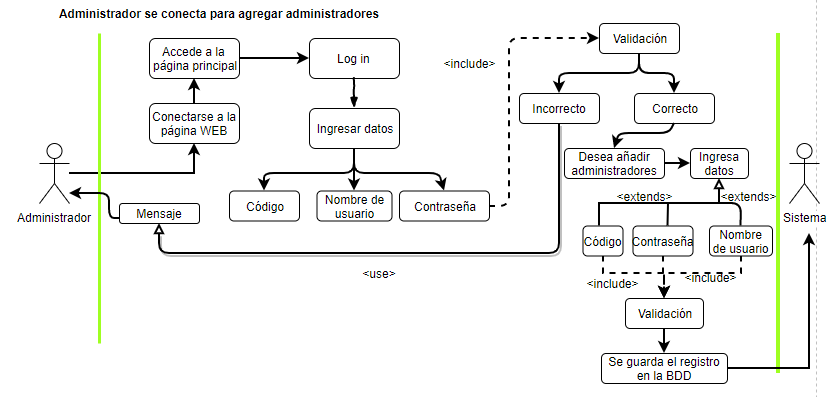 Administrador se conecta para agregar administradores
Accede a la
página principal
Log in
<include>
Validación
Conectarse a la
página WEB
Ingresar datos
Incorrecto
Correcto
Desea añadir
administradores
Ingresa
datos
Administrador
Mensaje
Código
Nombre de
usuario
Contraseña
<extends>
<extends>
Sistema
Código
Contraseña
Nombre
de usuario
<use>
<include>
<include>
Validación
Se guarda el registro
en la BDD